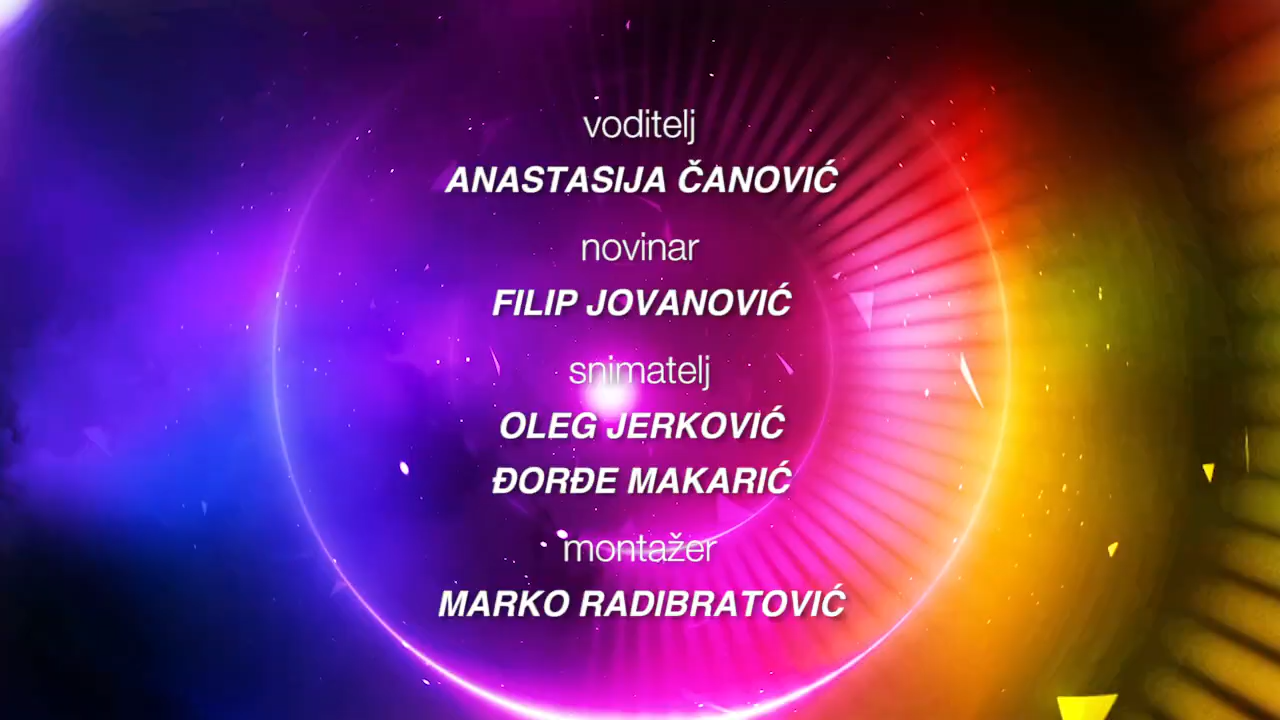 voditelj
ANASTASIJA ČANOVIĆ
novinar
FILIP JOVANOVIĆ
snimatelj
OLEG JERKOVIĆ
ĐORĐE MAKARIĆ
montažer
MARKO RADIBRATOVIĆ